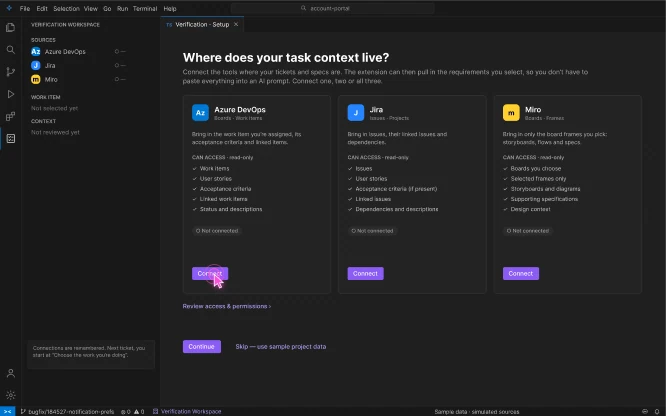 File Edit Selection View Go Run Terminal Help
account-portal
VERIFICATION WORKSPACE
Verification - Setup ×
SOURCES
Az Azure DevOps
J Jira
m Miro
WORK ITEM
Not selected yet
CONTEXT
Not reviewed yet
Where does your task context live?
Connect the tools where your tickets and specs are. The extension can then pull in the requirements you select, so you don't have to
paste everything into an AI prompt. Connect one, two or all three.
Az Azure DevOps
Boards · Work items
Bring in the work item you're assigned, its
acceptance criteria and linked items.
CAN ACCESS · read-only
✓ Work items
✓ User stories
✓ Acceptance criteria
✓ Linked work items
✓ Status and descriptions
Not connected
Connect
J Jira
Issues · Projects
Bring in issues, their linked issues and
dependencies.
CAN ACCESS · read-only
✓ Issues
✓ User stories
✓ Acceptance criteria (if present)
✓ Linked issues
✓ Dependencies and descriptions
Not connected
Connect
m Miro
Boards · Frames
Bring in only the board frames you pick:
storyboards, flows and specs.
CAN ACCESS · read-only
✓ Boards you choose
✓ Selected frames only
✓ Storyboards and diagrams
✓ Supporting specifications
✓ Design context
Not connected
Connect
Review access & permissions ›
Continue
Skip — use sample project data
Connections are remembered. Next ticket, you
start at "Choose the work you're doing".
bugfix/184527-notification-prefs 0 0 Verification Workspace
Sample data · simulated sources